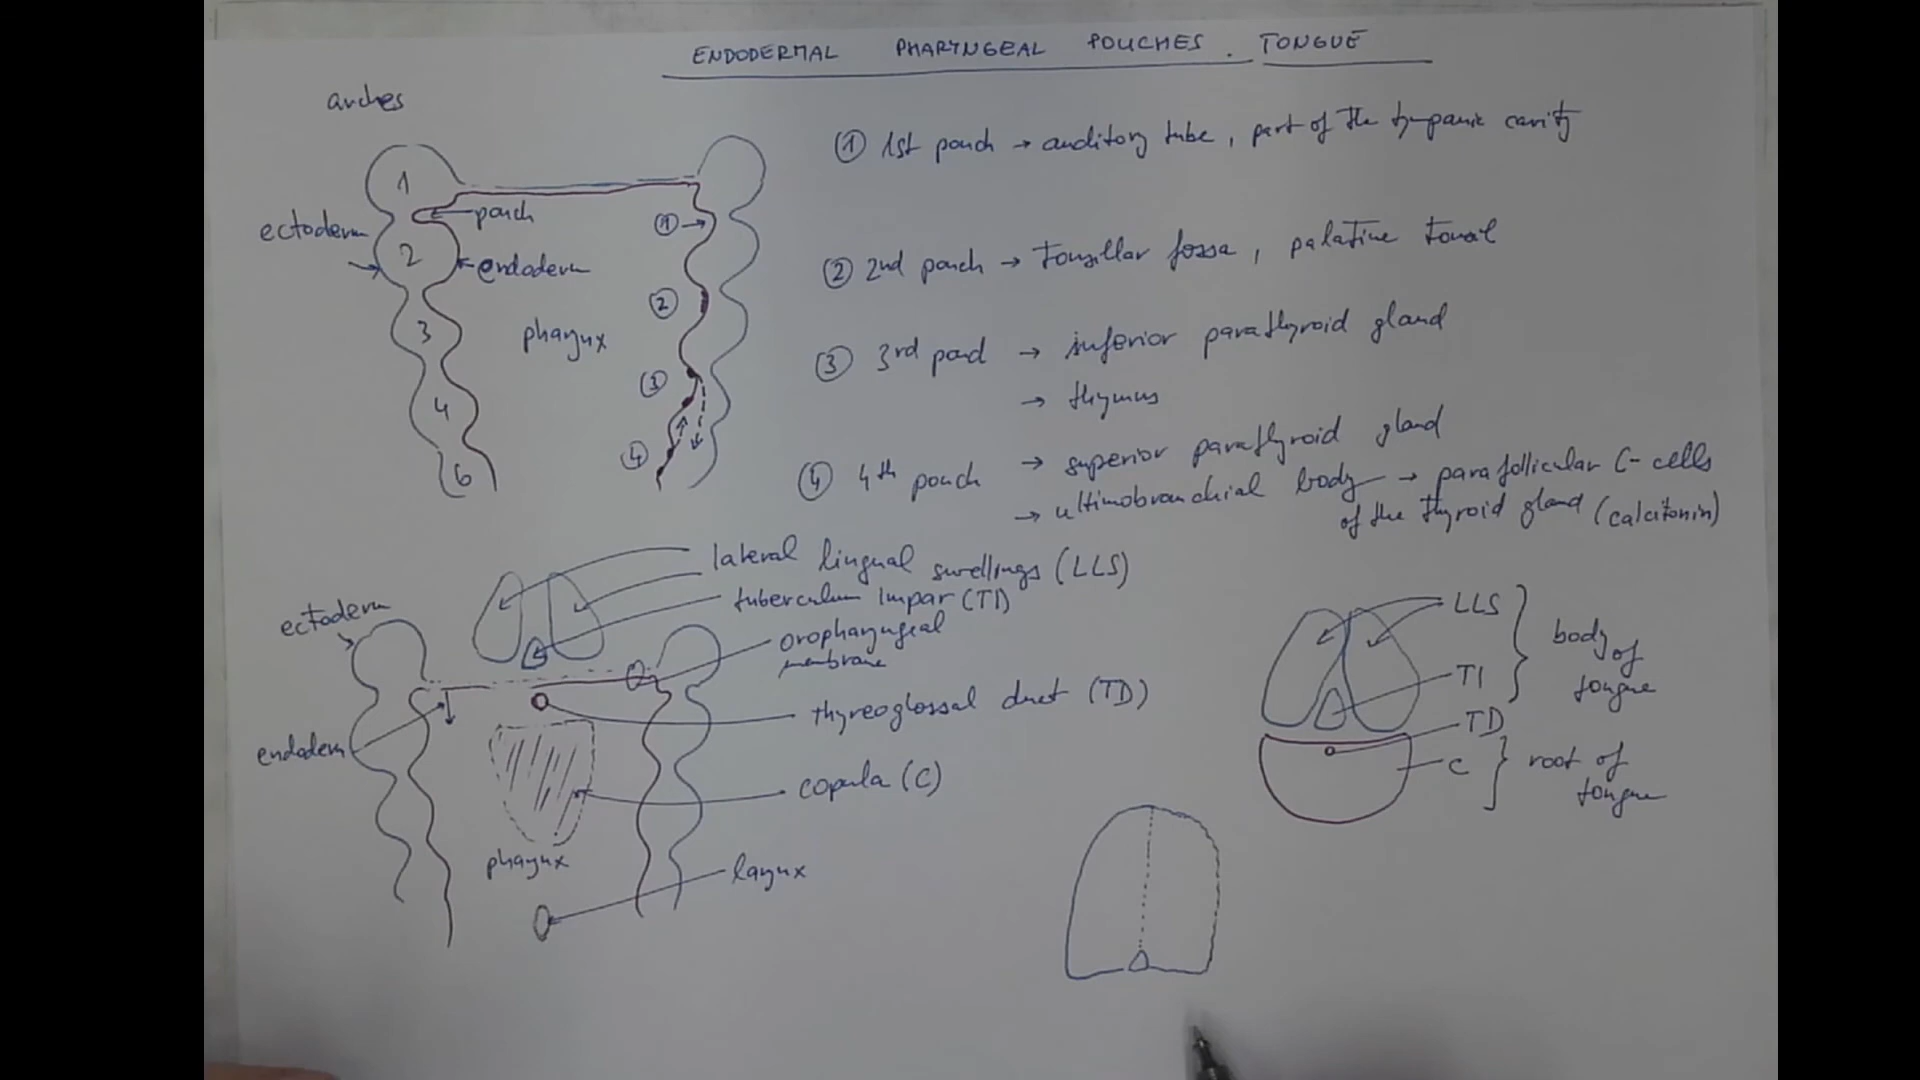 ENDODERMAL PHARYNGEAL POUCHES. TONGUE
arches
1
pouch
ectoderm
2
endoderm
3
pharynx
4
6
①
②
③
④
① 1st pouch → auditory tube, part of the tympanic cavity
② 2nd pouch → Tonsillar fossa, palatine tonsil
③ 3rd pouch → inferior parathyroid gland
→ thymus
④ 4th pouch → superior parathyroid gland
→ ultimobranchial body → parafollicular C-cells
of the thyroid gland (calcitonin)
lateral lingual swellings (LLS)
tuberculum impar (TI)
oropharyngeal
membrane
thyreoglossal duct (TD)
copula (C)
larynx
ectoderm
endoderm
pharynx
LLS
TI
body
of
tongue
TD
C
root of
tongue